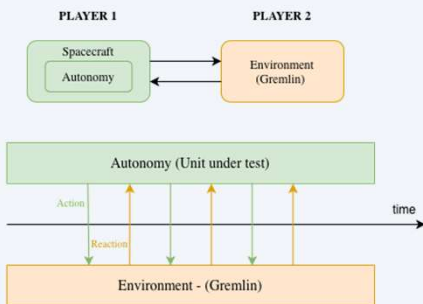 PLAYER 1
PLAYER 2
Spacecraft
Autonomy
Environment
(Gremlin)
Autonomy (Unit under test)
Action
time
Reaction
Environment - (Gremlin)